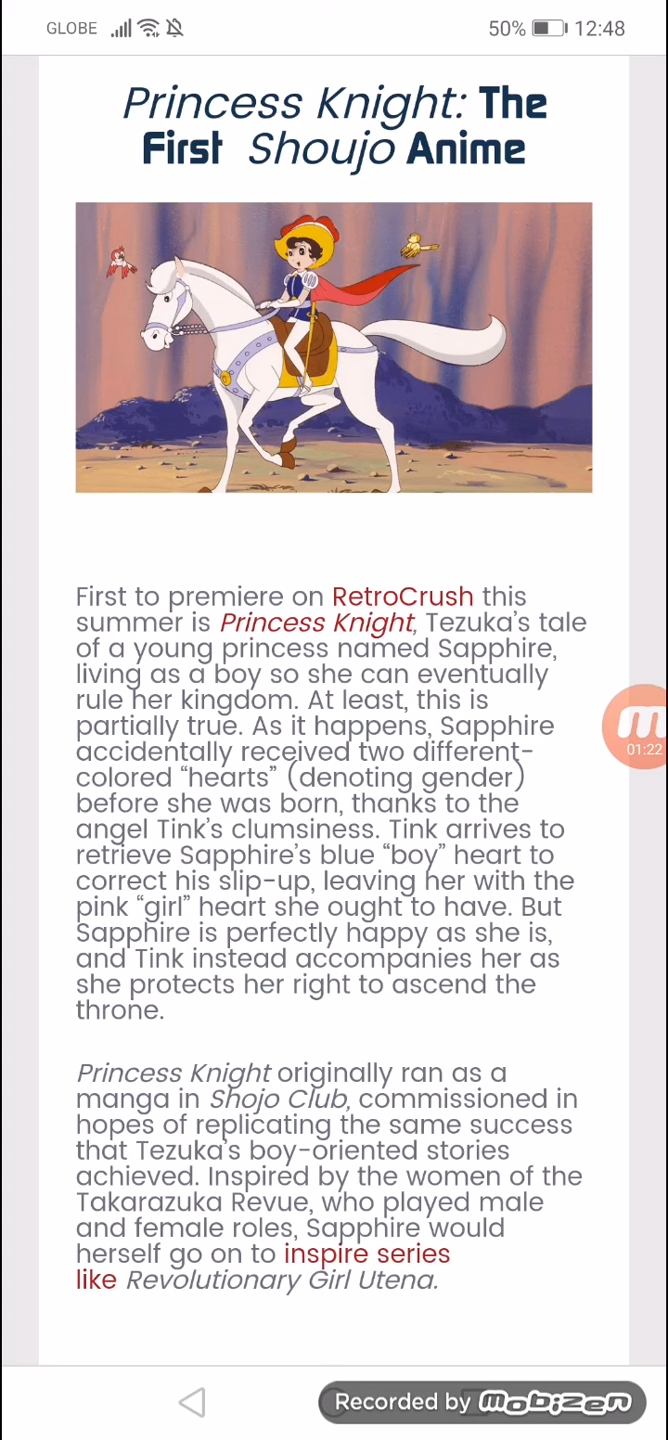 GLOBE 50% 12:48
Princess Knight: The
First Shoujo Anime
First to premiere on RetroCrush this
summer is Princess Knight, Tezuka’s tale
of a young princess named Sapphire,
living as a boy so she can eventually
rule her kingdom. At least, this is
partially true. As it happens, Sapphire
accidentally received two different-
colored “hearts” (denoting gender)
before she was born, thanks to the
angel Tink’s clumsiness. Tink arrives to
retrieve Sapphire’s blue “boy” heart to
correct his slip-up, leaving her with the
pink “girl” heart she ought to have. But
Sapphire is perfectly happy as she is,
and Tink instead accompanies her as
she protects her right to ascend the
throne.
Princess Knight originally ran as a
manga in Shojo Club, commissioned in
hopes of replicating the same success
that Tezuka’s boy-oriented stories
achieved. Inspired by the women of the
Takarazuka Revue, who played male
and female roles, Sapphire would
herself go on to inspire series
like Revolutionary Girl Utena.
m
01:22
Recorded by mobizen